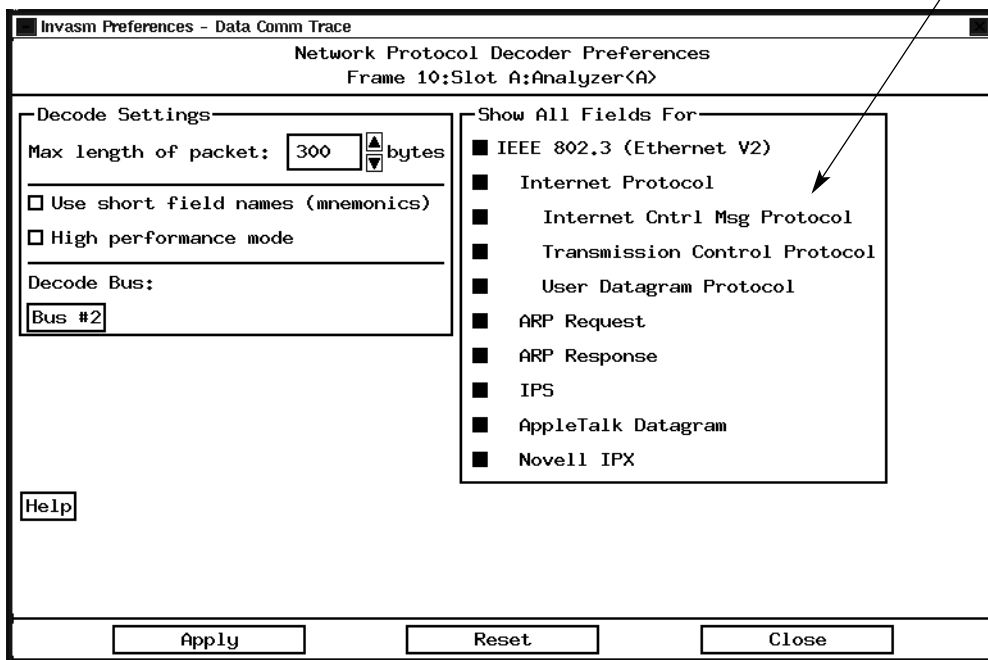 Invasm Preferences - Data Comm Trace
Network Protocol Decoder Preferences
Frame 10:Slot A:Analyzer<A>
Decode Settings
Max length of packet: 300 bytes
Use short field names (mnemonics)
High performance mode
Decode Bus:
Bus #2
Show All Fields For
IEEE 802.3 (Ethernet V2)
Internet Protocol
Internet Cntrl Msg Protocol
Transmission Control Protocol
User Datagram Protocol
ARP Request
ARP Response
IPS
AppleTalk Datagram
Novell IPX
Help
Apply Reset Close